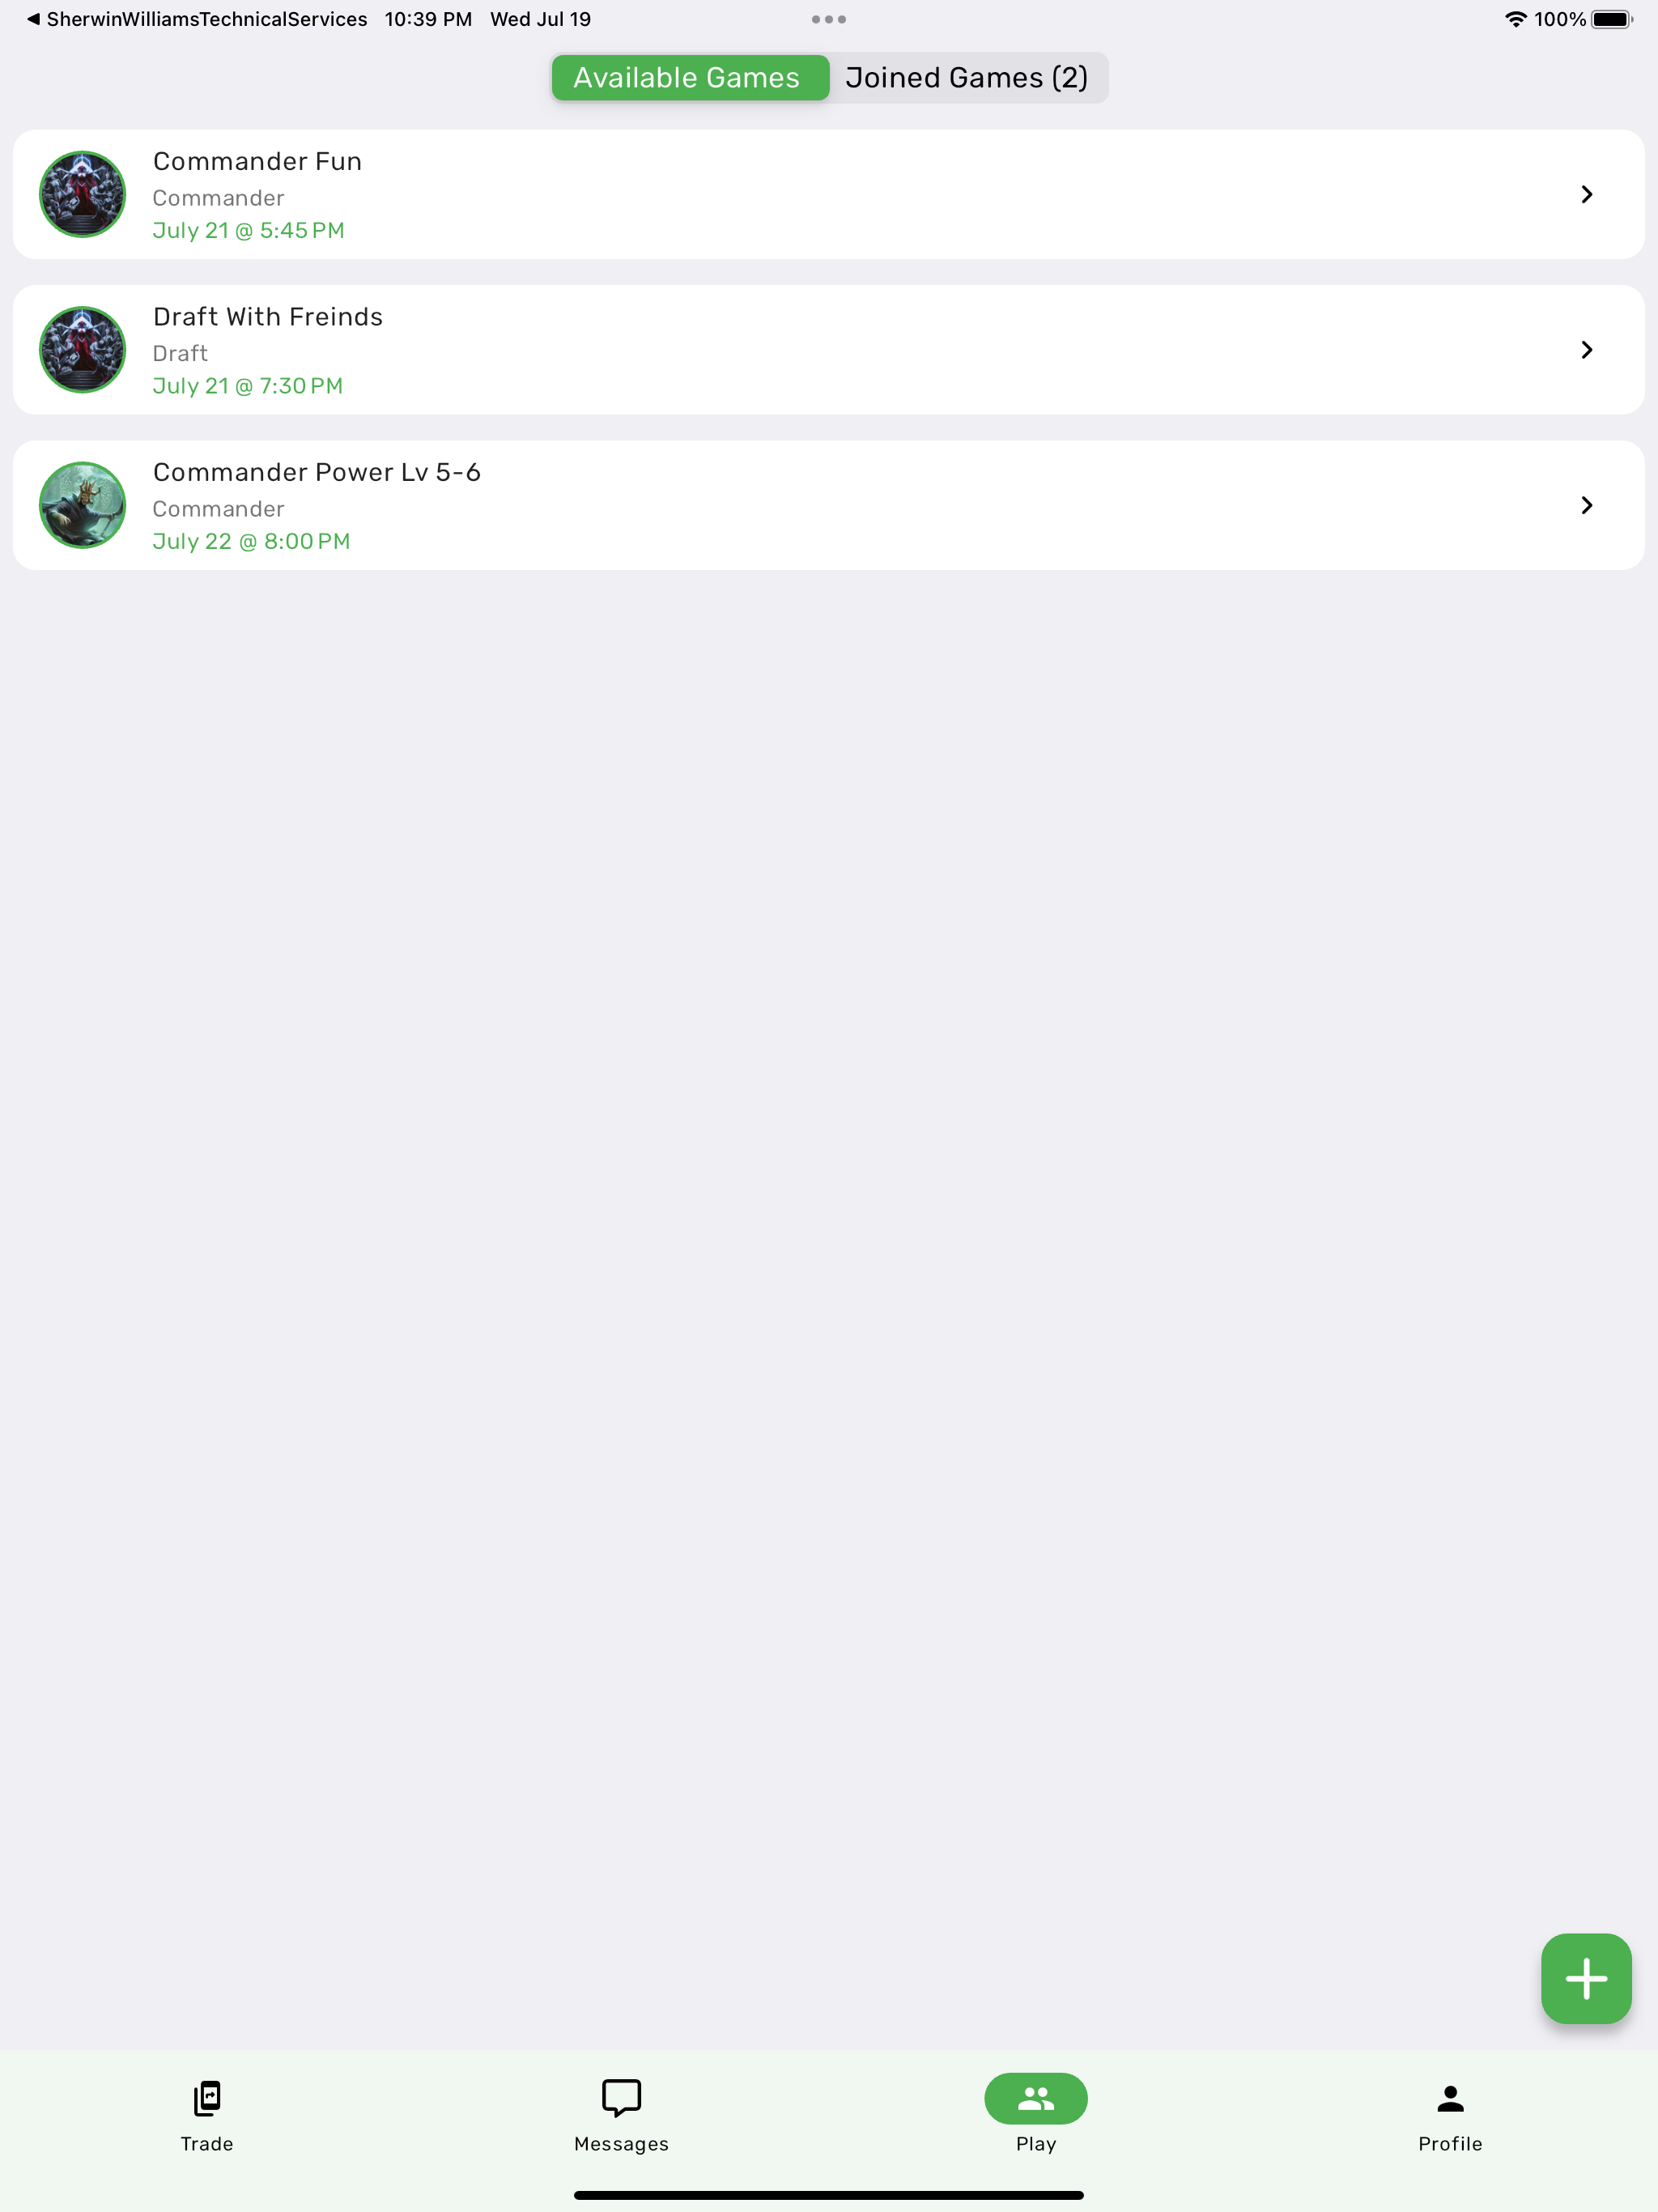 ◀ SherwinWilliamsTechnicalServices 10:39 PM Wed Jul 19 100%
Available Games Joined Games (2)
Commander Fun
Commander
July 21 @ 5:45 PM
Draft With Freinds
Draft
July 21 @ 7:30 PM
Commander Power Lv 5-6
Commander
July 22 @ 8:00 PM
Trade Messages Play Profile